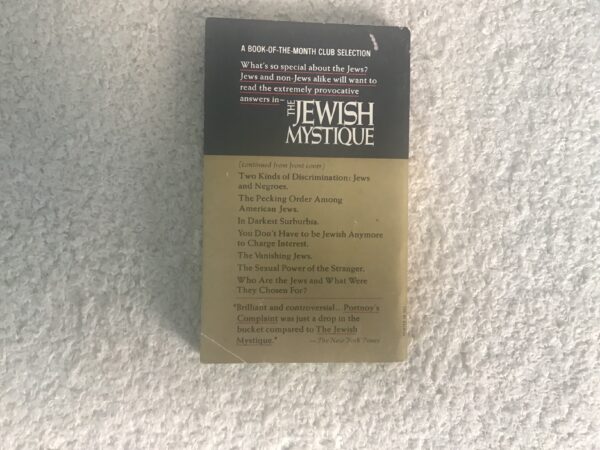 A BOOK-OF-THE-MONTH CLUB SELECTION
What's so special about the Jews?
Jews and non-Jews alike will want to
read the extremely provocative
answers in—
THE JEWISH
MYSTIQUE
(continued from front cover)
Two Kinds of Discrimination: Jews
and Negroes.
The Pecking Order Among
American Jews.
In Darkest Surburbia.
You Don't Have to be Jewish Anymore
to Charge Interest.
The Vanishing Jews.
The Sexual Power of the Stranger.
Who Are the Jews and What Were
They Chosen For?
"Brilliant and controversial... Portnoy's
Complaint was just a drop in the
bucket compared to The Jewish
Mystique."
—The New York Times